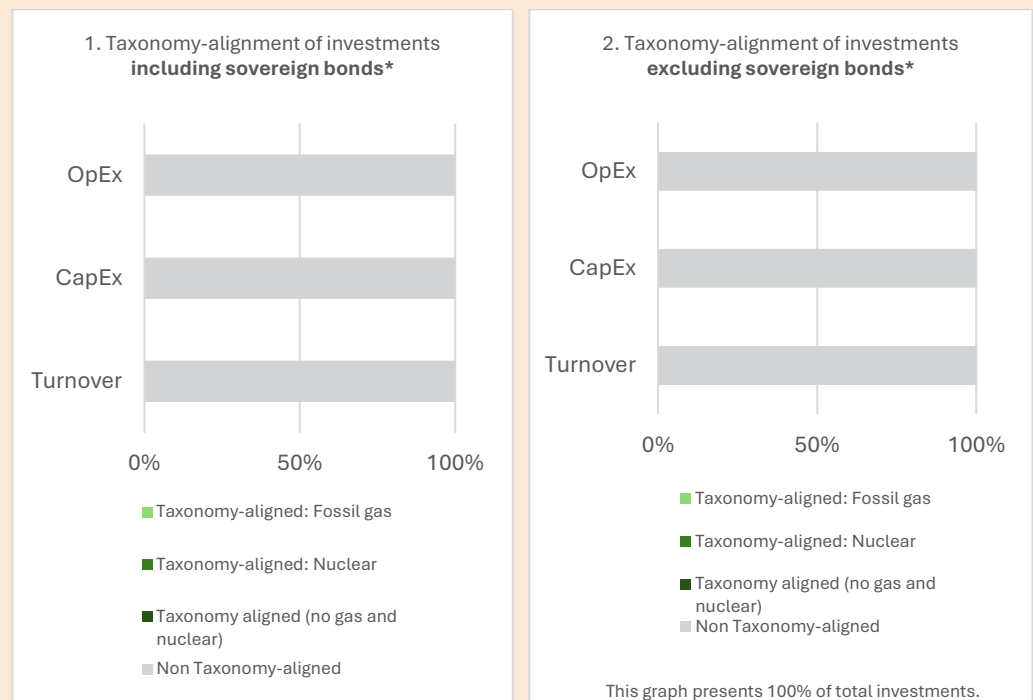 1. Taxonomy-alignment of investments
including sovereign bonds*
OpEx
CapEx
Turnover
0% 50% 100%
Taxonomy-aligned: Fossil gas
Taxonomy-aligned: Nuclear
Taxonomy aligned (no gas and
nuclear)
Non Taxonomy-aligned
2. Taxonomy-alignment of investments
excluding sovereign bonds*
OpEx
CapEx
Turnover
0% 50% 100%
Taxonomy-aligned: Fossil gas
Taxonomy-aligned: Nuclear
Taxonomy aligned (no gas and
nuclear)
Non Taxonomy-aligned
This graph presents 100% of total investments.